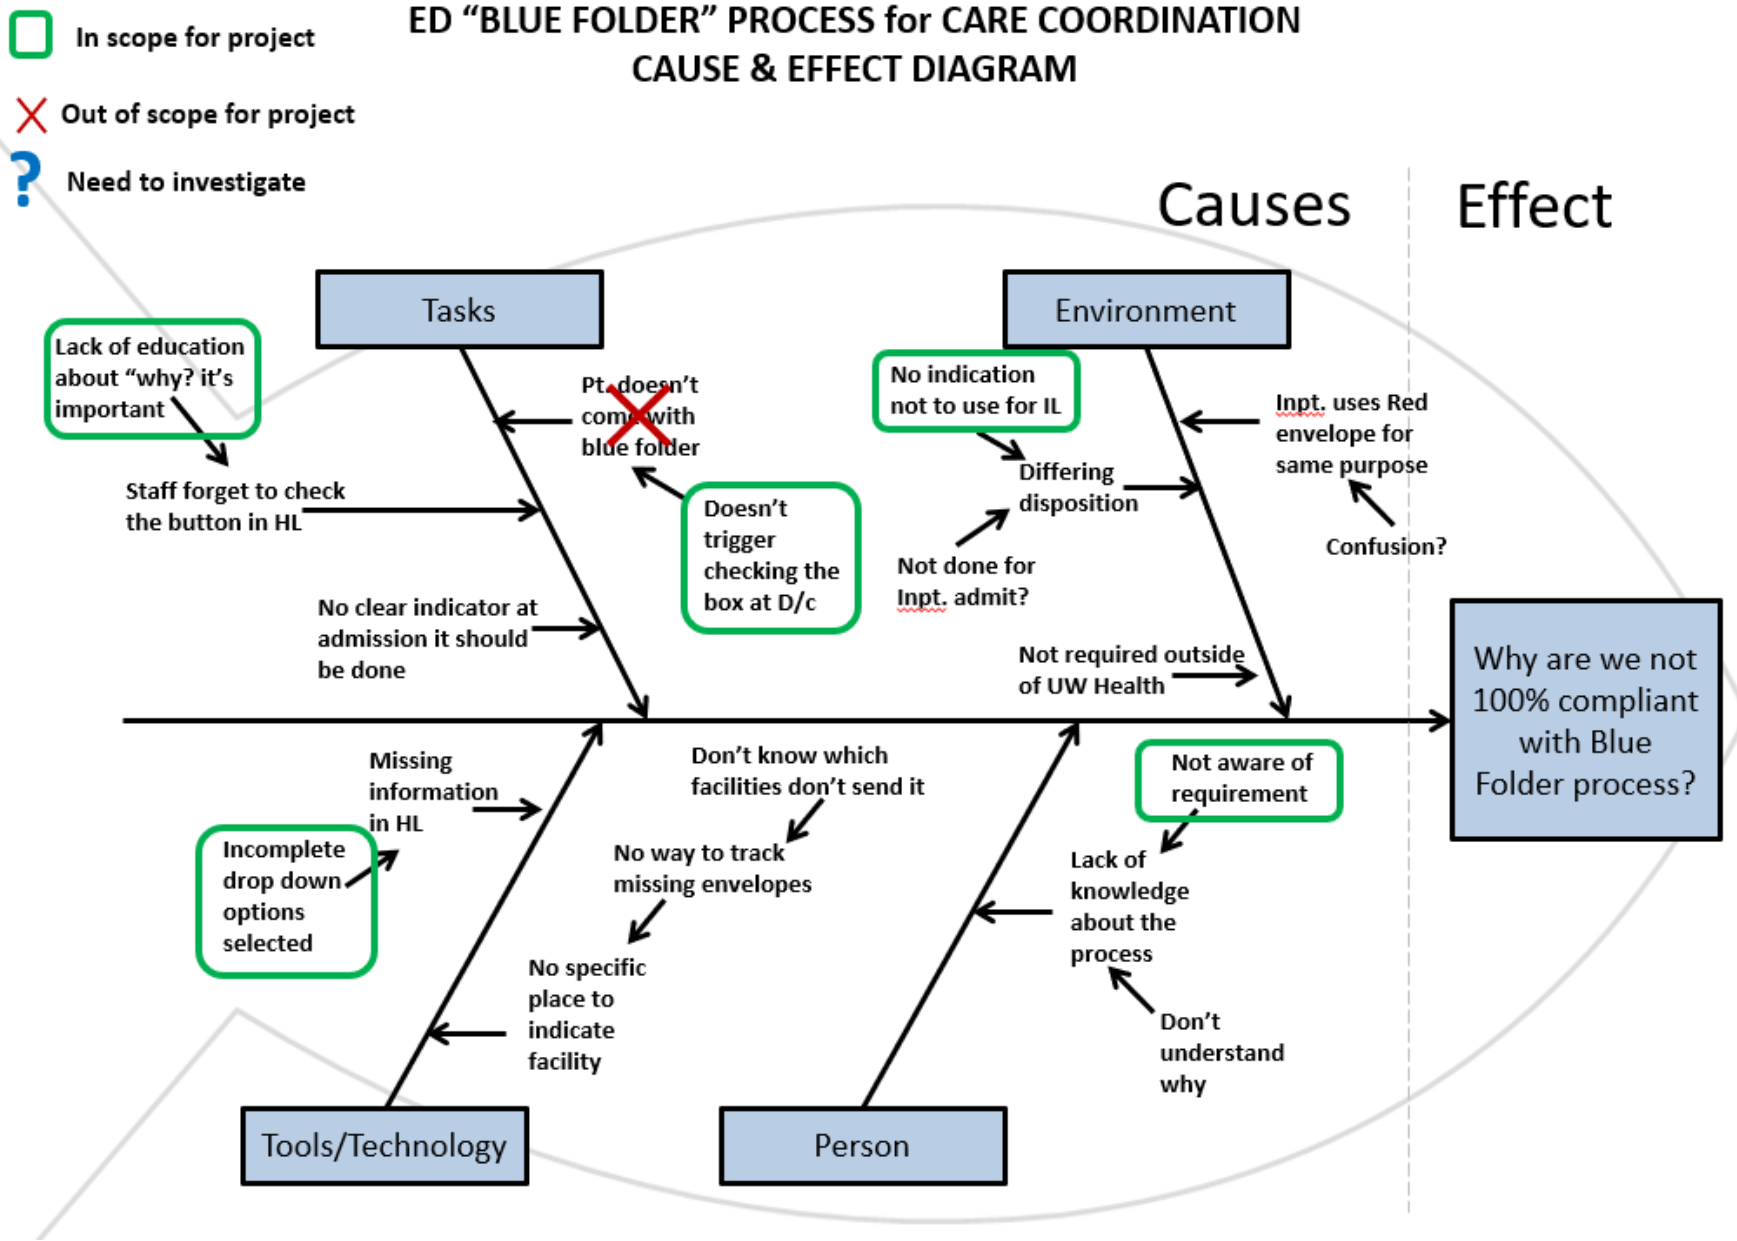 ED “BLUE FOLDER” PROCESS for CARE COORDINATION
CAUSE & EFFECT DIAGRAM
In scope for project
Out of scope for project
?
Need to investigate
Causes
Effect
Tasks
Environment
Lack of education
about “why? it’s
important
Staff forget to check
the button in HL
No clear indicator at
admission it should
be done
Pt. doesn’t
come with
blue folder
Doesn’t
trigger
checking the
box at D/c
No indication
not to use for IL
Differing
disposition
Not done for
Inpt. admit?
Not required outside
of UW Health
Inpt. uses Red
envelope for
same purpose
Confusion?
Why are we not
100% compliant
with Blue
Folder process?
Missing
information
in HL
Incomplete
drop down
options
selected
Don’t know which
facilities don’t send it
No way to track
missing envelopes
No specific
place to
indicate
facility
Not aware of
requirement
Lack of
knowledge
about the
process
Don’t
understand
why
Tools/Technology
Person